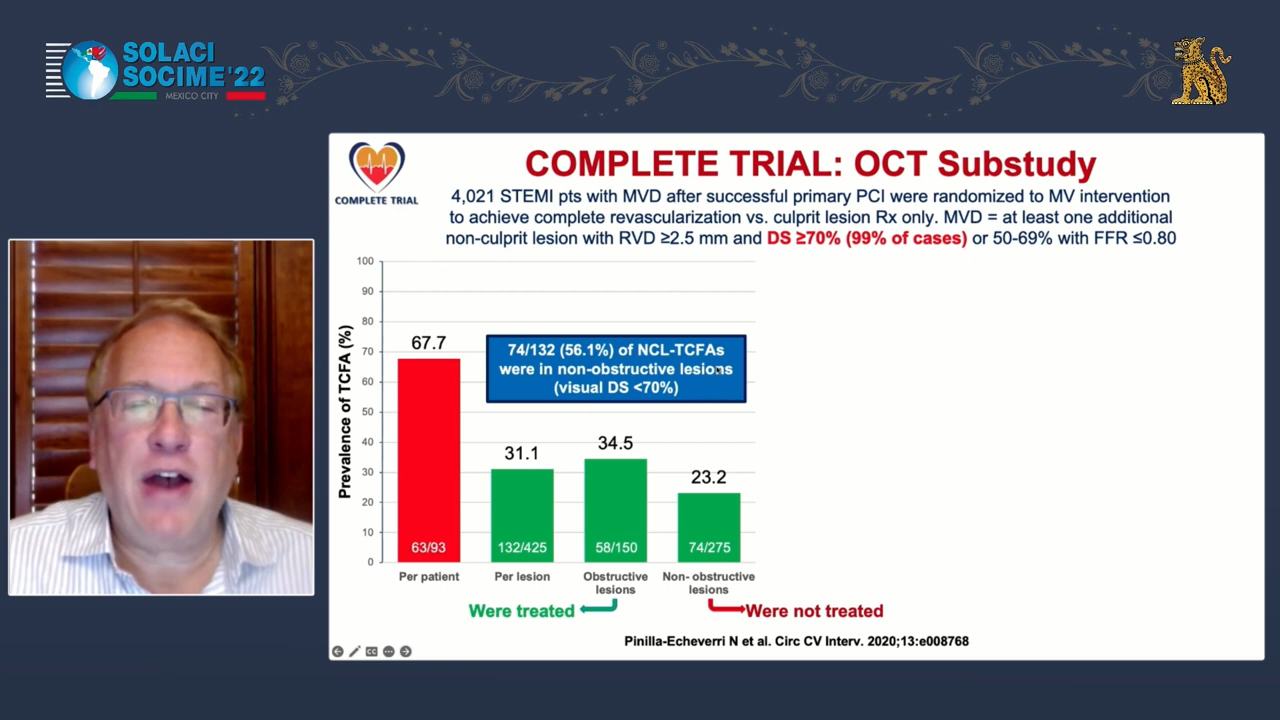 SOLACI
SOCIME'22
MEXICO CITY
COMPLETE TRIAL
COMPLETE TRIAL: OCT Substudy
4,021 STEMI pts with MVD after successful primary PCI were randomized to MV intervention
to achieve complete revascularization vs. culprit lesion Rx only. MVD = at least one additional
non-culprit lesion with RVD ≥2.5 mm and DS ≥70% (99% of cases) or 50-69% with FFR ≤0.80
Prevalence of TCFA (%)
100
90
80
70
60
50
40
30
20
10
0
74/132 (56.1%) of NCL-TCFAs
were in non-obstructive lesions
(visual DS <70%)
67.7
31.1
34.5
23.2
63/93
132/425
58/150
74/275
Per patient
Per lesion
Obstructive
lesions
Non- obstructive
lesions
Were treated
Were not treated
Pinilla-Echeverri N et al. Circ CV Interv. 2020;13:e008768
CC